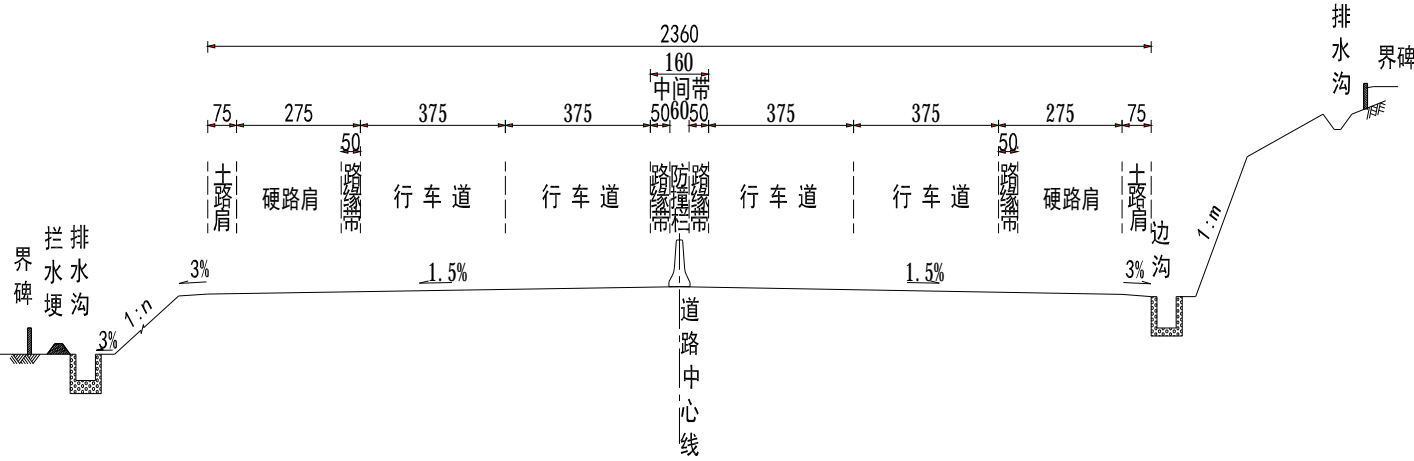 2360
160
中间带
75 275 375 375 50 60 50 375 375 275 75
50 50
土路肩 硬路肩 路缘带 行车道 行车道 路缘带 防撞栏 路缘带 行车道 行车道 路缘带 硬路肩 土路肩
排水沟
界碑
边沟
1:m
界碑
拦水埂
排水沟
3%
1.5%
1.5%
3%
1:n
3%
道路中心线